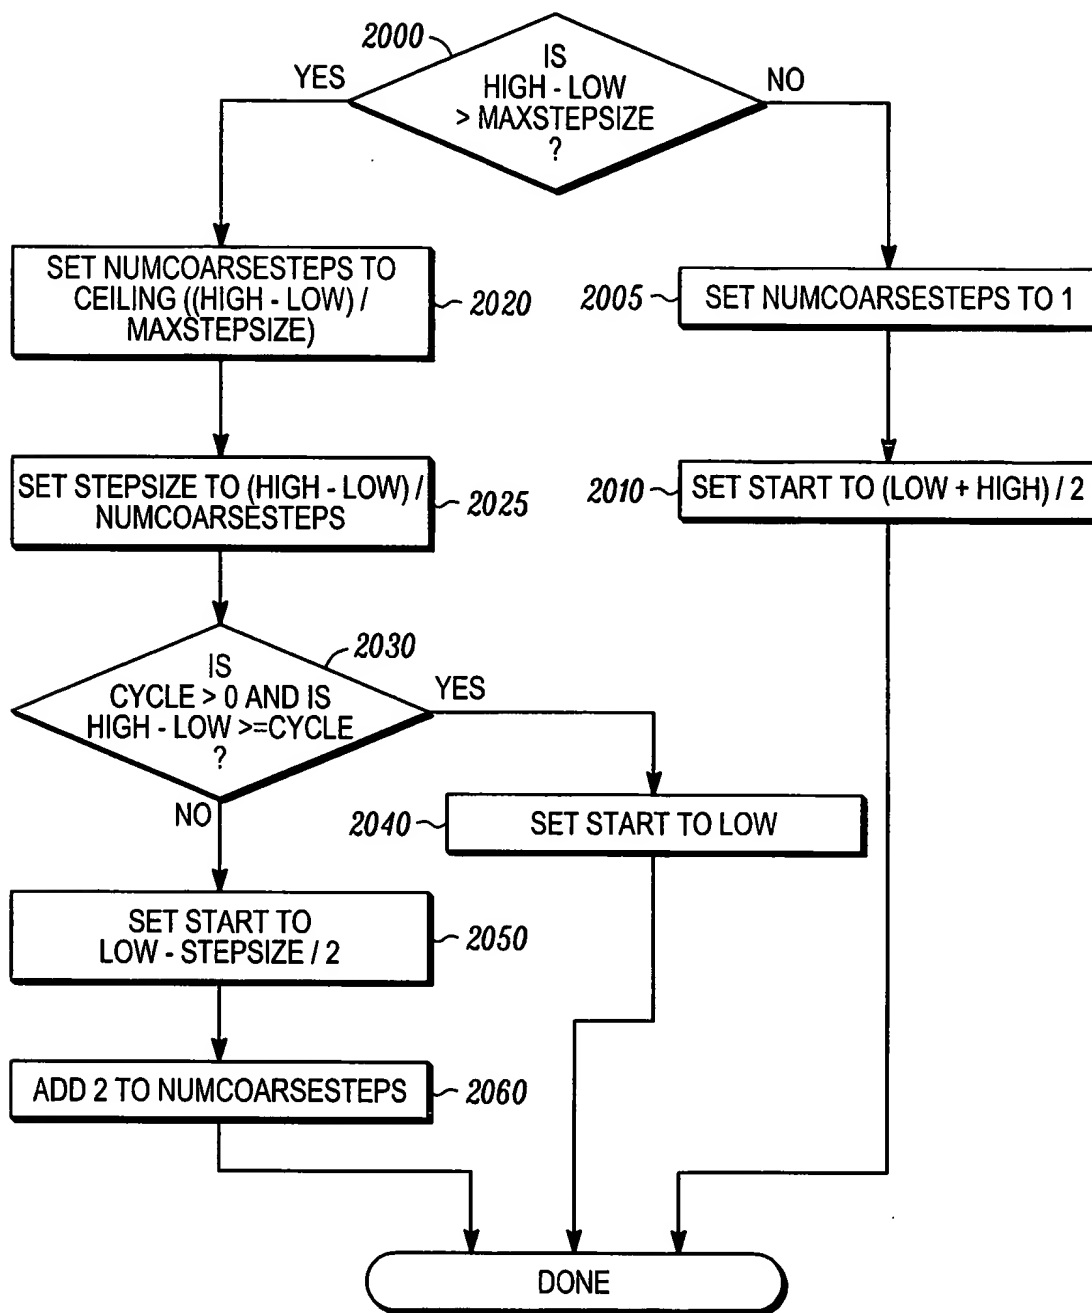 2000
IS
HIGH - LOW
> MAXSTEPSIZE
?
YES
NO
SET NUMCOARSESTEPS TO
CEILING ((HIGH - LOW) /
MAXSTEPSIZE)
2020
2005
SET NUMCOARSESTEPS TO 1
SET STEPSIZE TO (HIGH - LOW) /
NUMCOARSESTEPS
2025
2010
SET START TO (LOW + HIGH) / 2
2030
IS
CYCLE > 0 AND IS
HIGH - LOW >=CYCLE
?
YES
NO
2040
SET START TO LOW
SET START TO
LOW - STEPSIZE / 2
2050
ADD 2 TO NUMCOARSESTEPS
2060
DONE